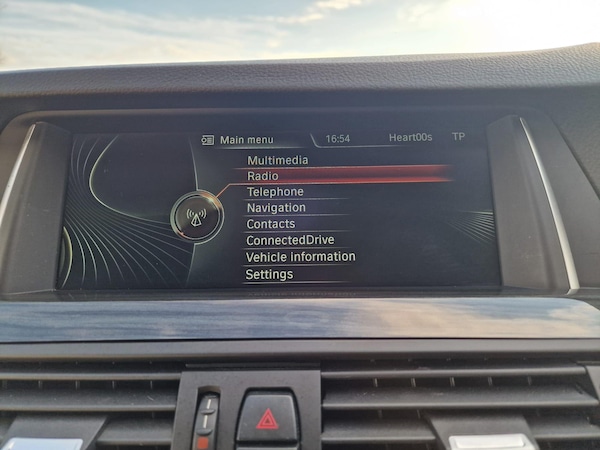 Main menu 16:54 Heart00s TP
Multimedia
Radio
Telephone
Navigation
Contacts
ConnectedDrive
Vehicle information
Settings